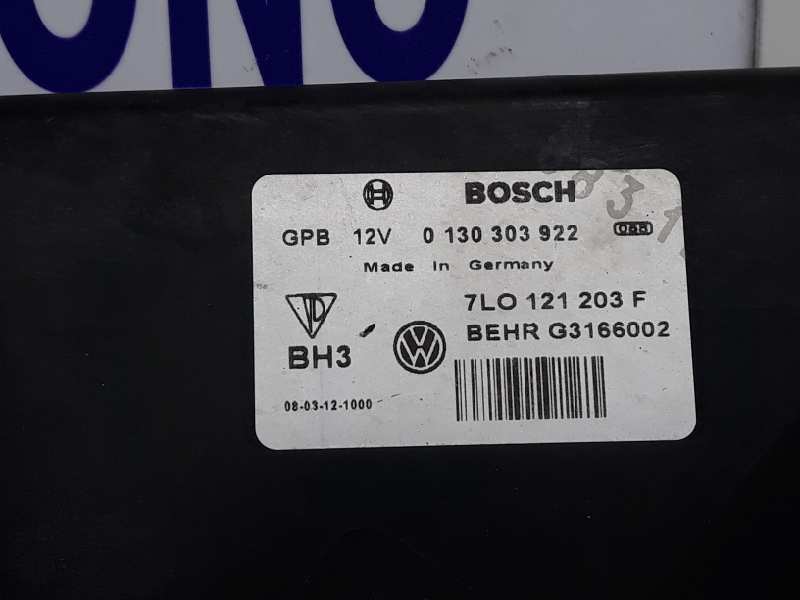 BOSCH
GPB 12V 0 130 303 922
Made in Germany
7LO 121 203 F
BEHR G3166002
BH3
08-03-12-1000